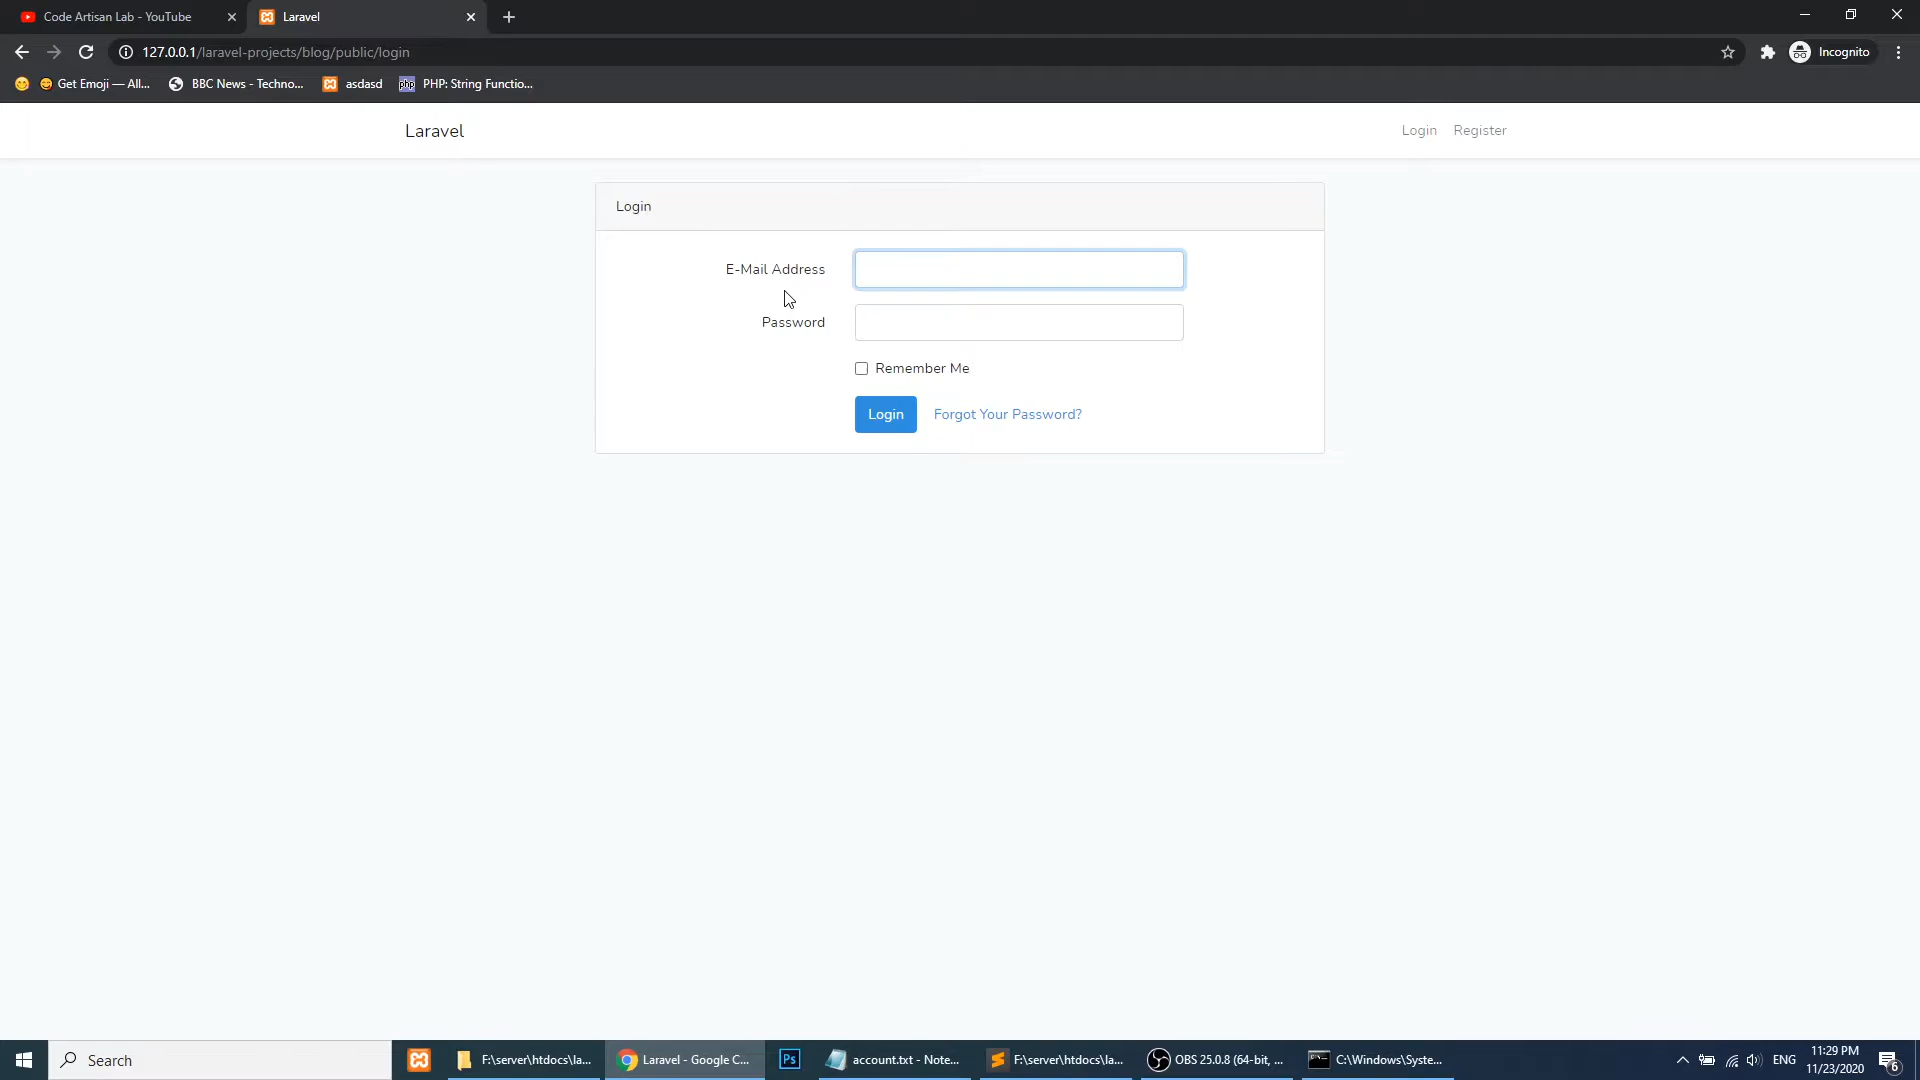 Code Artisan Lab - YouTube
Laravel
127.0.0.1/laravel-projects/blog/public/login
Incognito
Get Emoji — All...
BBC News - Techno...
asdasd
php
PHP: String Functio...
Laravel
Login
Register
Login
E-Mail Address
Password
Remember Me
Login
Forgot Your Password?
Search
F:\server\htdocs\la...
Laravel - Google C...
Ps
account.txt - Note...
F:\server\htdocs\la...
OBS 25.0.8 (64-bit, ...
C:\Windows\Syste...
ENG
11:29 PM
11/23/2020
6